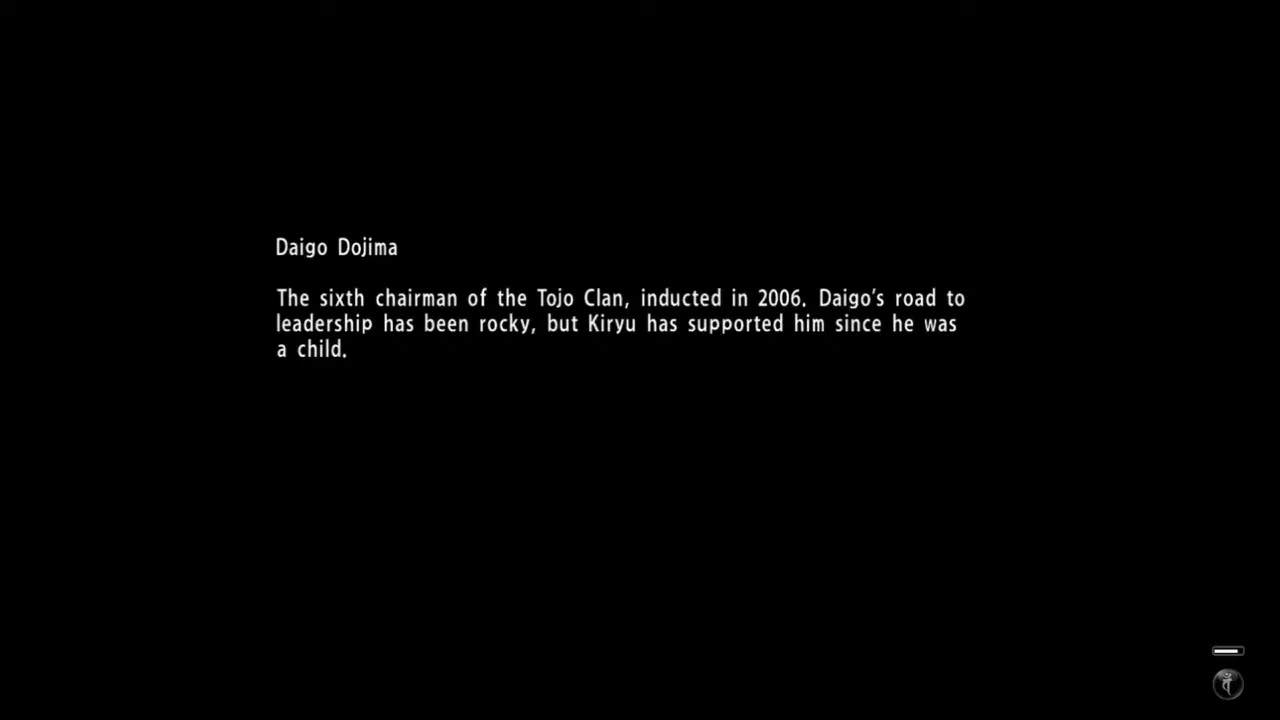 Daigo Dojima
The sixth chairman of the Tojo Clan, inducted in 2006. Daigo's road to
leadership has been rocky, but Kiryu has supported him since he was
a child.